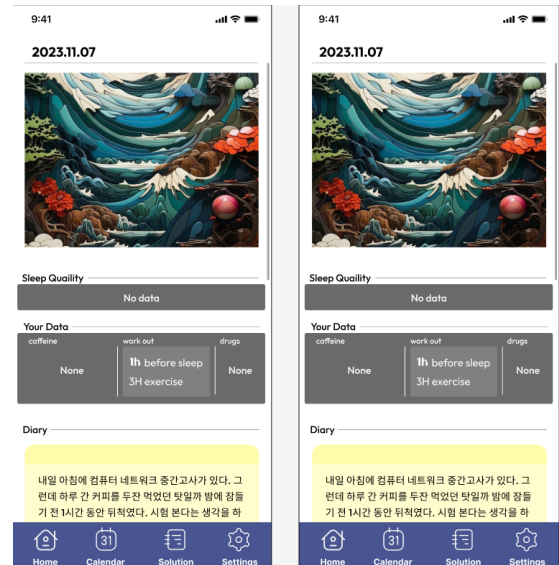 9:41
2023.11.07
Sleep Quaility
No data
Your Data
caffeine work out drugs
None
1h before sleep
3H exercise
None
Diary
내일 아침에 컴퓨터 네트워크 중간고사가 있다. 그
런데 하루 간 커피를 두잔 먹었던 탓일까 밤에 잠들
기 전 1시간 동안 뒤척였다. 시험 본다는 생각을 하
31
Home Calendar Solution Settings
9:41
2023.11.07
Sleep Quaility
No data
Your Data
caffeine work out drugs
None
1h before sleep
3H exercise
None
Diary
내일 아침에 컴퓨터 네트워크 중간고사가 있다. 그
런데 하루 간 커피를 두잔 먹었던 탓일까 밤에 잠들
기 전 1시간 동안 뒤척였다. 시험 본다는 생각을 하
31
Home Calendar Solution Settings